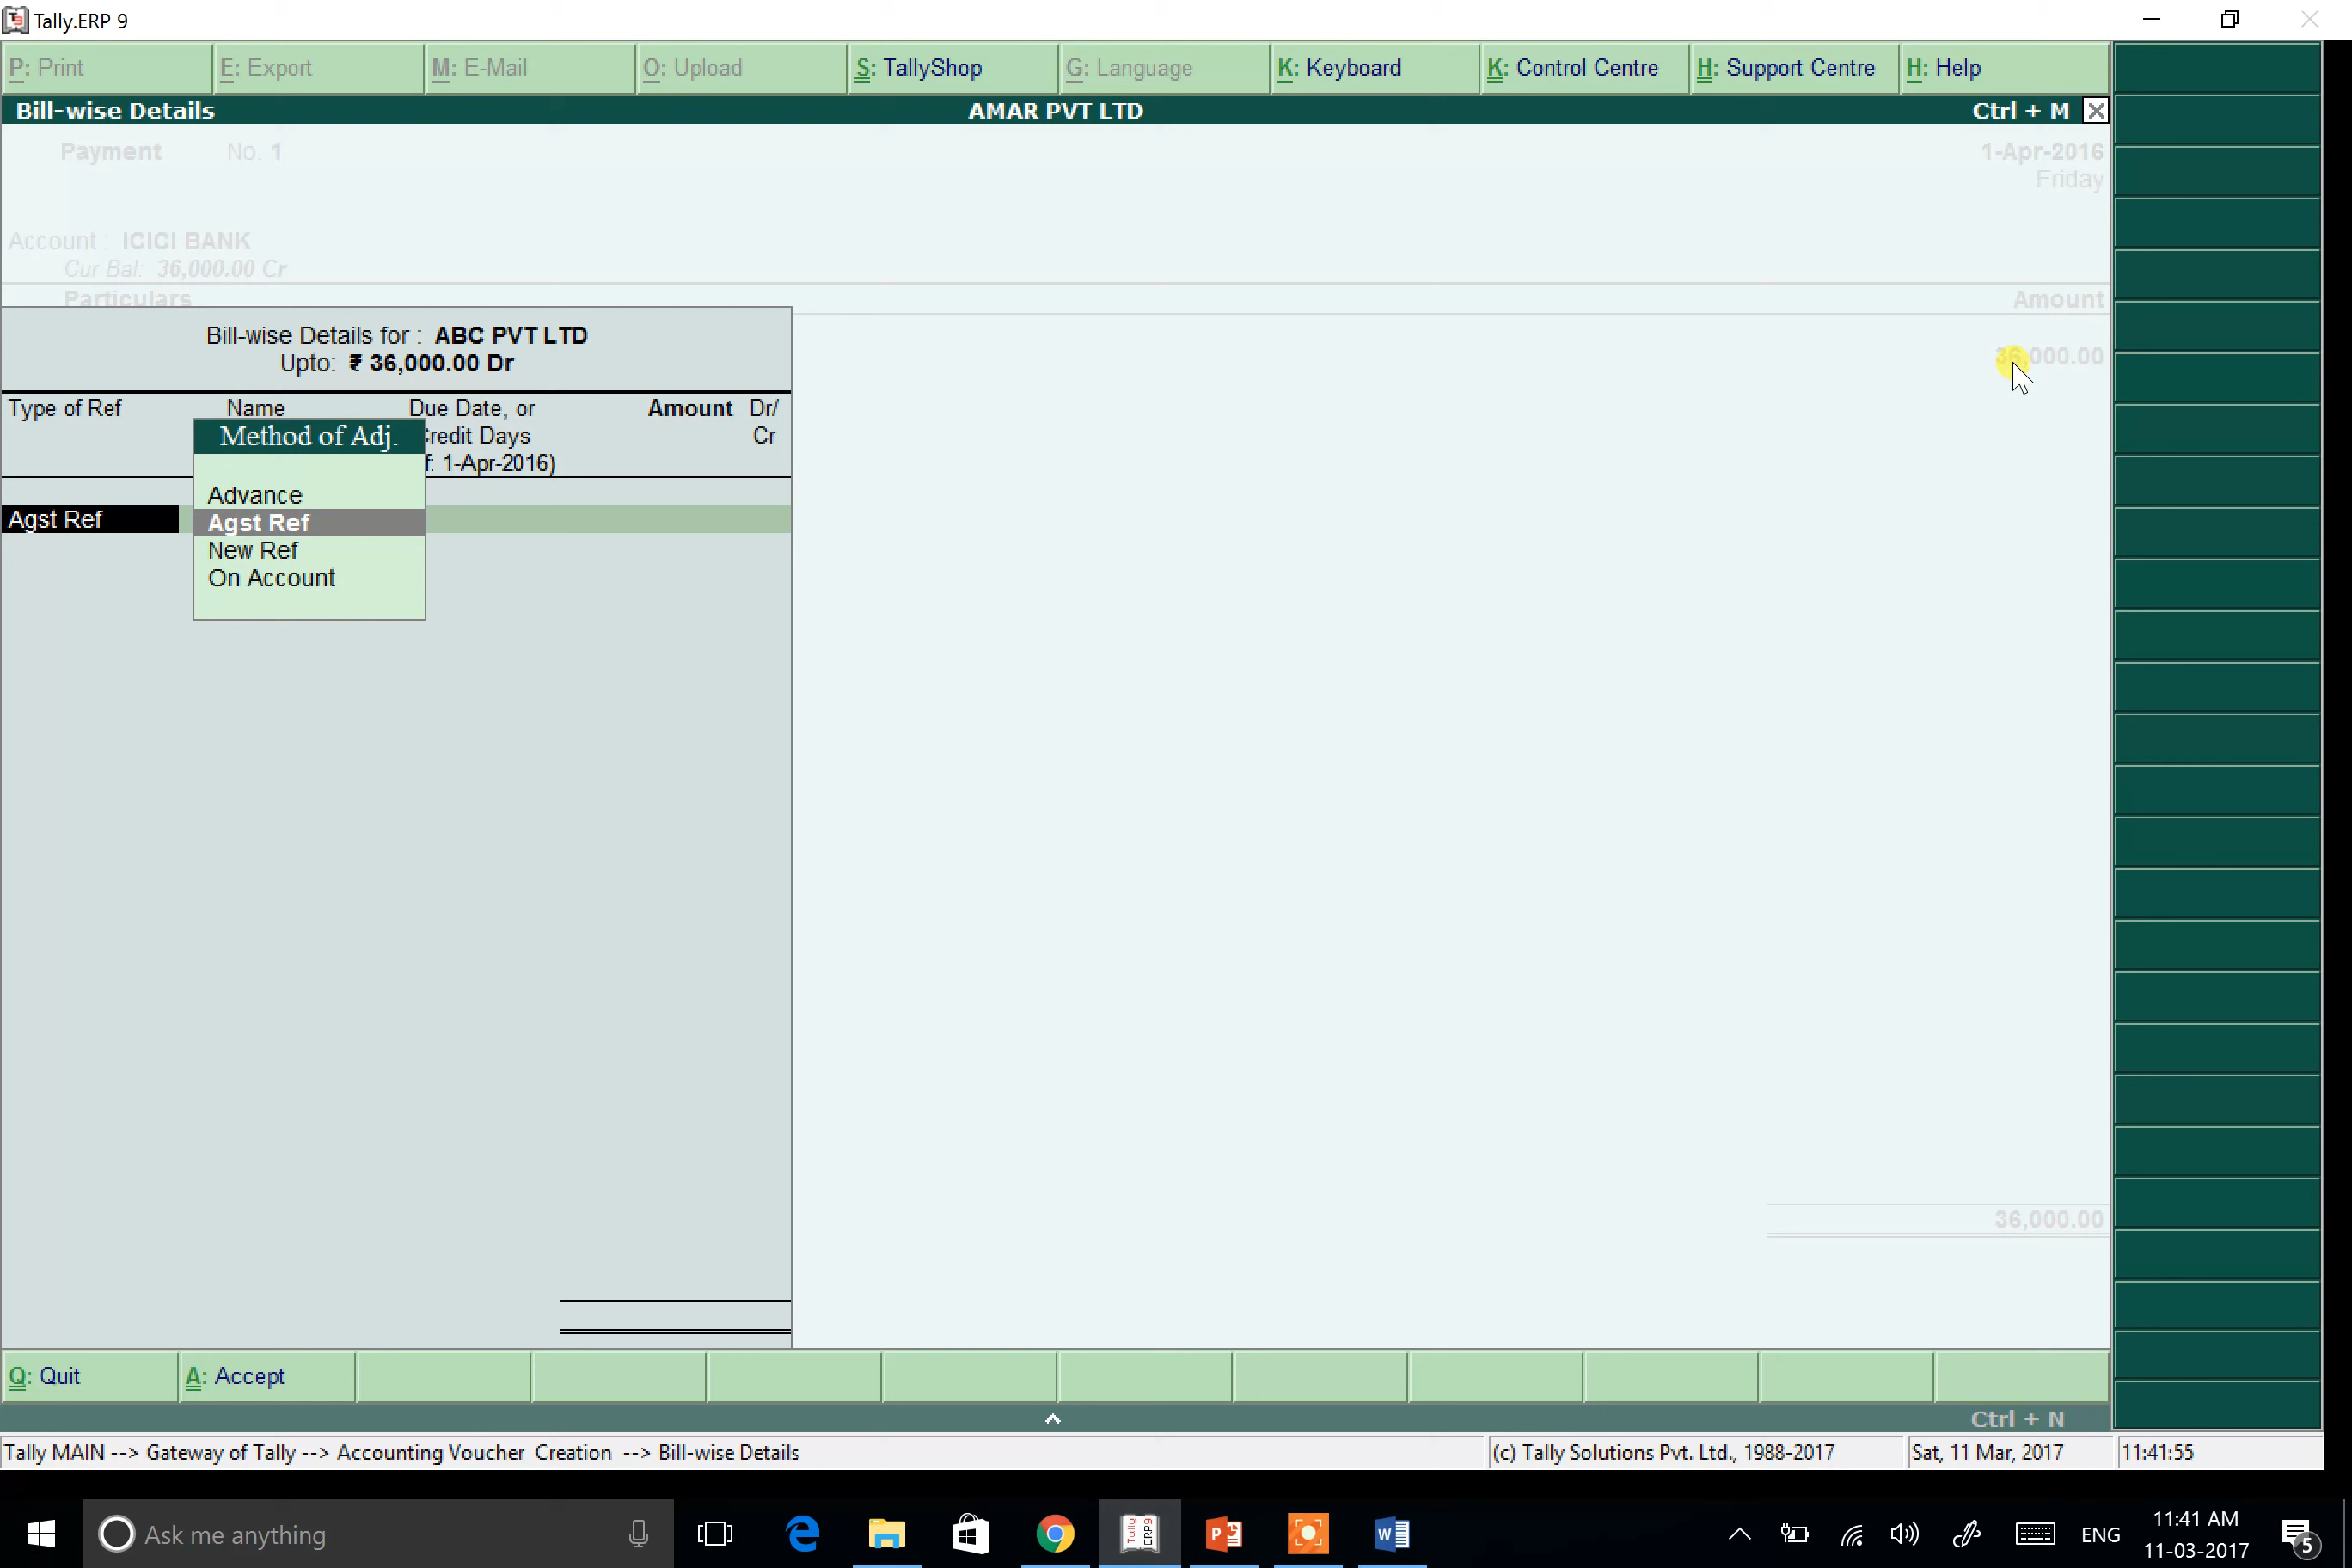 Tally.ERP 9
P: Print E: Export M: E-Mail O: Upload S: TallyShop G: Language K: Keyboard K: Control Centre H: Support Centre H: Help
Bill-wise Details AMAR PVT LTD Ctrl + M
Payment No. 1 1-Apr-2016
Friday
Account : ICICI BANK
Cur Bal: 36,000.00 Cr
Particulars Amount
Bill-wise Details for : ABC PVT LTD
Upto: ₹ 36,000.00 Dr
36,000.00
Type of Ref Name Due Date, or Amount Dr/
Method of Adj. Credit Days Cr
f: 1-Apr-2016)
Advance
Agst Ref Agst Ref
New Ref
On Account
36,000.00
Q: Quit A: Accept
Ctrl + N
Tally MAIN --> Gateway of Tally --> Accounting Voucher Creation --> Bill-wise Details (c) Tally Solutions Pvt. Ltd., 1988-2017 Sat, 11 Mar, 2017 11:41:55
Ask me anything ENG 11:41 AM
11-03-2017 5